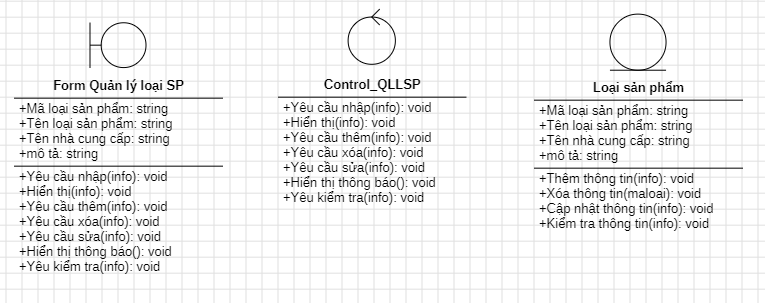 Form Quản lý loại SP
+Mã loại sản phẩm: string
+Tên loại sản phẩm: string
+Tên nhà cung cấp: string
+mô tả: string
+Yêu cầu nhập(info): void
+Hiển thị(info): void
+Yêu cầu thêm(info): void
+Yêu cầu xóa(info): void
+Yêu cầu sửa(info): void
+Hiển thị thông báo(): void
+Yêu kiểm tra(info): void
Control_QLLSP
+Yêu cầu nhập(info): void
+Hiển thị(info): void
+Yêu cầu thêm(info): void
+Yêu cầu xóa(info): void
+Yêu cầu sửa(info): void
+Hiển thị thông báo(): void
+Yêu kiểm tra(info): void
Loại sản phẩm
+Mã loại sản phẩm: string
+Tên loại sản phẩm: string
+Tên nhà cung cấp: string
+mô tả: string
+Thêm thông tin(info): void
+Xóa thông tin(maloai): void
+Cập nhật thông tin(info): void
+Kiểm tra thông tin(info): void